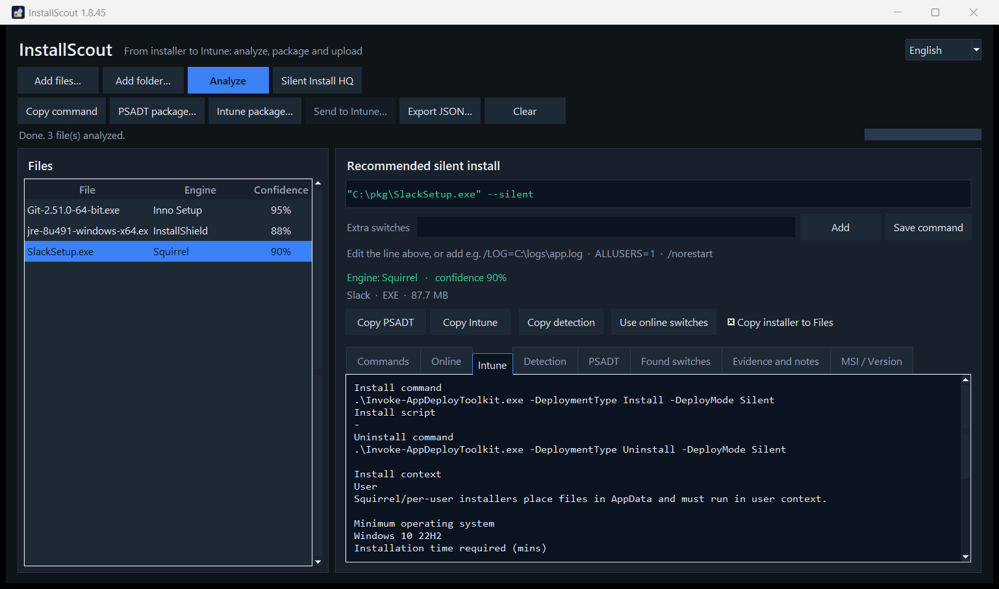 InstallScout 1.8.45
InstallScout From installer to Intune: analyze, package and upload
English
Add files... Add folder... Analyze Silent Install HQ
Copy command PSADT package... Intune package... Send to Intune... Export JSON... Clear
Done. 3 file(s) analyzed.
Files
File Engine Confidence
Git-2.51.0-64-bit.exe Inno Setup 95%
jre-8u491-windows-x64.ex InstallShield 88%
SlackSetup.exe Squirrel 90%
Recommended silent install
"C:\pkg\SlackSetup.exe" --silent
Extra switches Add Save command
Edit the line above, or add e.g. /LOG=C:\logs\app.log · ALLUSERS=1 · /norestart
Engine: Squirrel · confidence 90%
Slack · EXE · 87.7 MB
Copy PSADT Copy Intune Copy detection Use online switches Copy installer to Files
Commands Online Intune Detection PSADT Found switches Evidence and notes MSI / Version
Install command
.\Invoke-AppDeployToolkit.exe -DeploymentType Install -DeployMode Silent
Install script
-
Uninstall command
.\Invoke-AppDeployToolkit.exe -DeploymentType Uninstall -DeployMode Silent
Install context
User
Squirrel/per-user installers place files in AppData and must run in user context.
Minimum operating system
Windows 10 22H2
Installation time required (mins)